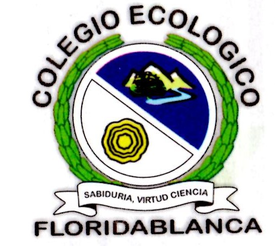 COLEGIO ECOLOGICO
SABIDURIA, VIRTUD CIENCIA
FLORIDABLANCA